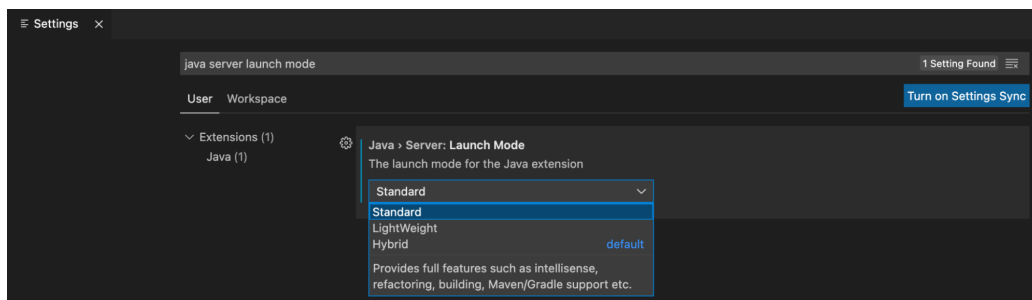 Settings
java server launch mode
1 Setting Found
User Workspace
Turn on Settings Sync
Extensions (1)
Java (1)
Java › Server: Launch Mode
The launch mode for the Java extension
Standard
Standard
LightWeight
Hybrid default
Provides full features such as intellisense,
refactoring, building, Maven/Gradle support etc.